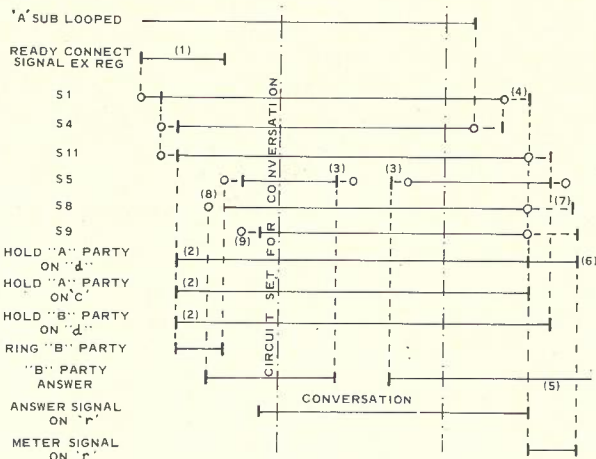 'A' SUB LOOPED
READY CONNECT
SIGNAL EX REG
(1)
S1
(4)
S4
S11
S5
(3)
(3)
S8
(8)
(7)
S9
(9)
HOLD "A" PARTY
ON "d"
(2)
(6)
HOLD "A" PARTY
ON 'C'
(2)
HOLD "B" PARTY
ON "d"
(2)
RING "B" PARTY
"B" PARTY
ANSWER
(5)
ANSWER SIGNAL
ON 'r'
CONVERSATION
METER SIGNAL
ON 'r'
CIRCUIT SET FOR CONVERSATION